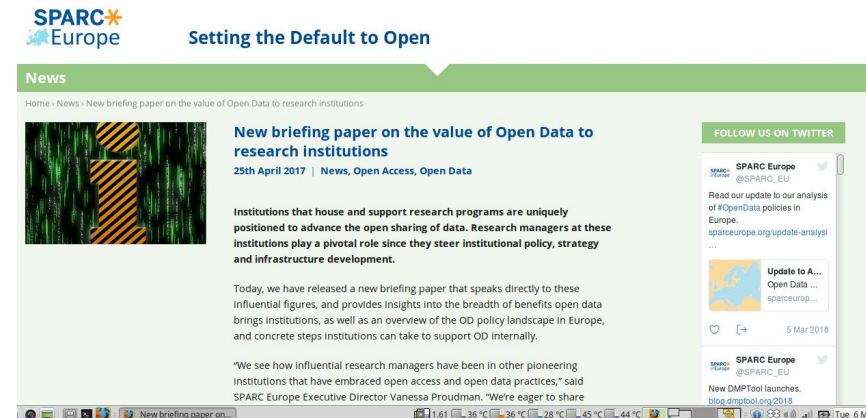 SPARC
Europe
Setting the Default to Open
News
Home › News › New briefing paper on the value of Open Data to research institutions
New briefing paper on the value of Open Data to
research institutions
25th April 2017 | News, Open Access, Open Data
Institutions that house and support research programs are uniquely
positioned to advance the open sharing of data. Research managers at these
institutions play a pivotal role since they steer institutional policy, strategy
and infrastructure development.
Today, we have released a new briefing paper that speaks directly to these
influential figures, and provides insights into the breadth of benefits open data
brings institutions, as well as an overview of the OD policy landscape in Europe,
and concrete steps institutions can take to support OD internally.
“We see how influential research managers have been in other pioneering
institutions that have embraced open access and open data practices,” said
SPARC Europe Executive Director Vanessa Proudman. “We’re eager to share
FOLLOW US ON TWITTER
SPARC Europe
@SPARC_EU
Read our update to our analysis
of #OpenData policies in
Europe.
sparceurope.org/update-analysi
…
Update to A...
Open Data ...
sparceurop...
5 Mar 2018
SPARC Europe
@SPARC_EU
New DMPTool launches.
blog.dmptool.org/2018
New briefing paper on...
1.61 36 °C 36 °C 28 °C 45 °C 44 °C
Tue 6 M